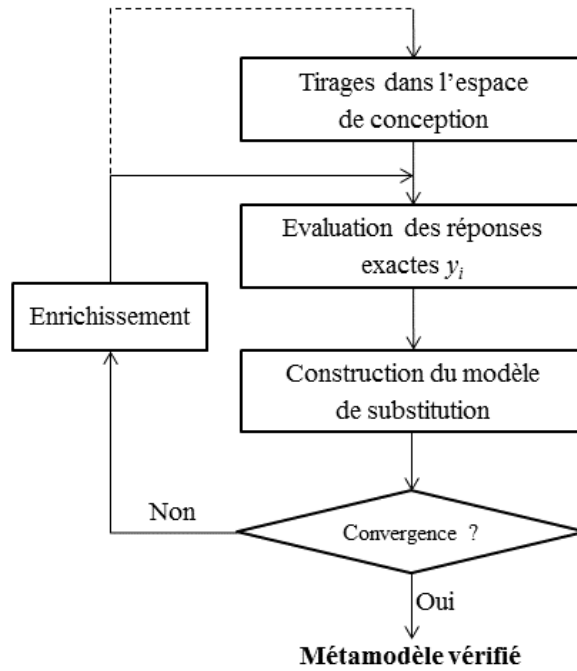 Tirages dans l'espace
de conception
Evaluation des réponses
exactes yᵢ
Enrichissement
Construction du modèle
de substitution
Non
Convergence ?
Oui
Métamodèle vérifié